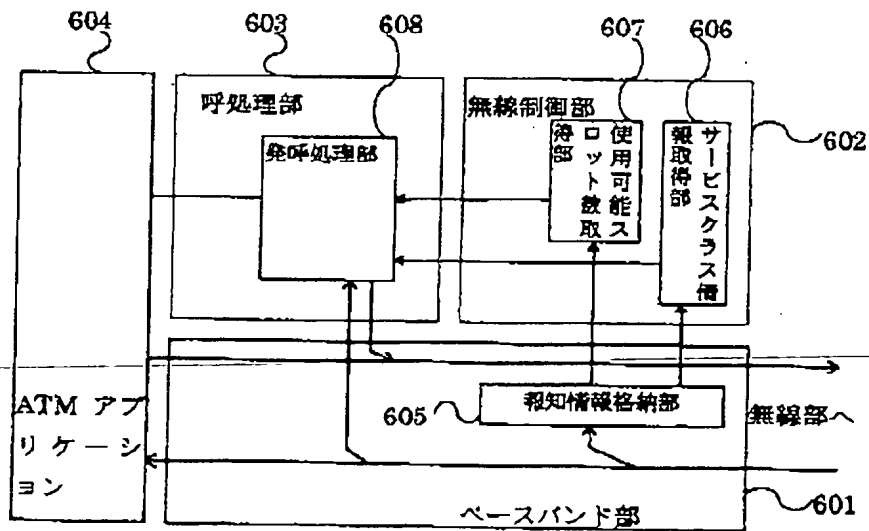 604
603
608
607
606
呼処理部
無線制御部
発呼処理部
使用可能ス
ロット数取
得部
サービスクラス情
報取得部
602
ATM アプ
リケーシ
ョン
605
報知情報格納部
無線部へ
601
ベースバンド部